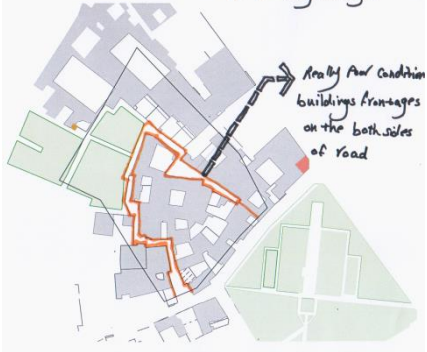 Really Poor Condition
buildings frontages
on the both sides
of road